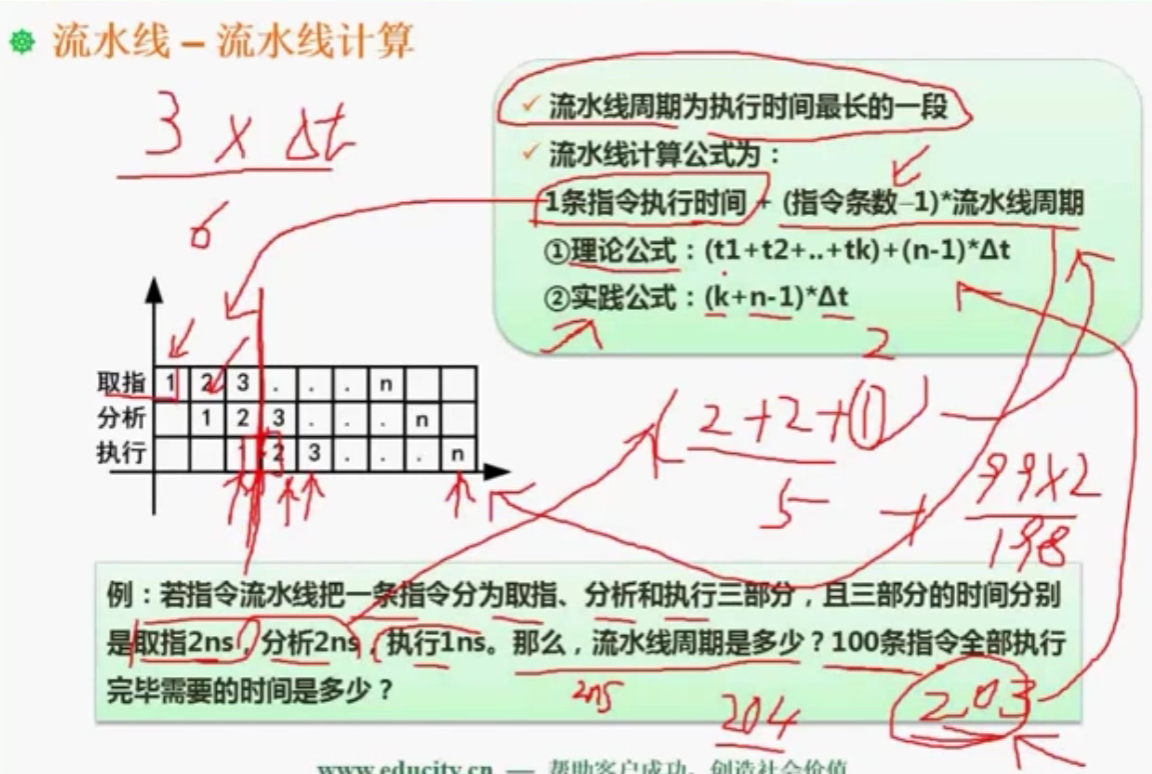 流水线 – 流水线计算
3 × Δt
6
✓ 流水线周期为执行时间最长的一段
✓ 流水线计算公式为：
1条指令执行时间 + (指令条数–1)*流水线周期
①理论公式：(t1+t2+..+tk)+(n-1)*Δt
②实践公式：(k+n-1)*Δt
2
取指 1 2 3 . . . n
分析 1 2 3 . . . n
执行 1 2 3 . . . n
(2+2+1)
5 + 99×2
198
例：若指令流水线把一条指令分为取指、分析和执行三部分，且三部分的时间分别
是取指2ns，分析2ns，执行1ns。那么，流水线周期是多少？100条指令全部执行
完毕需要的时间是多少？
2ns
204
203
www.educity.cn — 帮助客户成功，创造社会价值